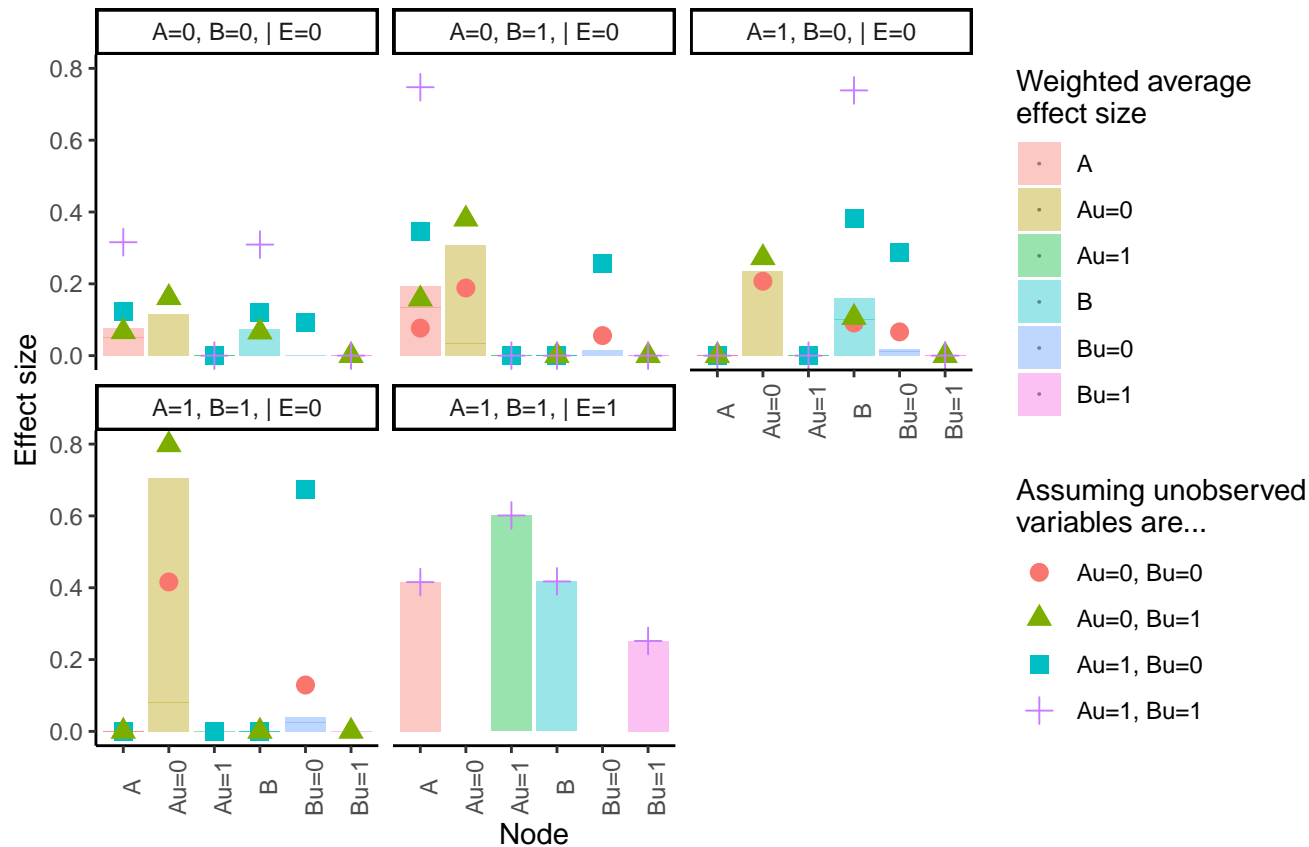 A=0, B=0, | E=0
A=0, B=1, | E=0
A=1, B=0, | E=0
0.8
0.6
0.4
0.2
0.0
A
Au=0
Au=1
B
Bu=0
Bu=1
A=1, B=1, | E=0
A=1, B=1, | E=1
0.8
0.6
0.4
0.2
0.0
A
Au=0
Au=1
B
Bu=0
Bu=1
A
Au=0
Au=1
B
Bu=0
Bu=1
Effect size
Node
Weighted average
effect size
A
Au=0
Au=1
B
Bu=0
Bu=1
Assuming unobserved
variables are...
Au=0, Bu=0
Au=0, Bu=1
Au=1, Bu=0
Au=1, Bu=1